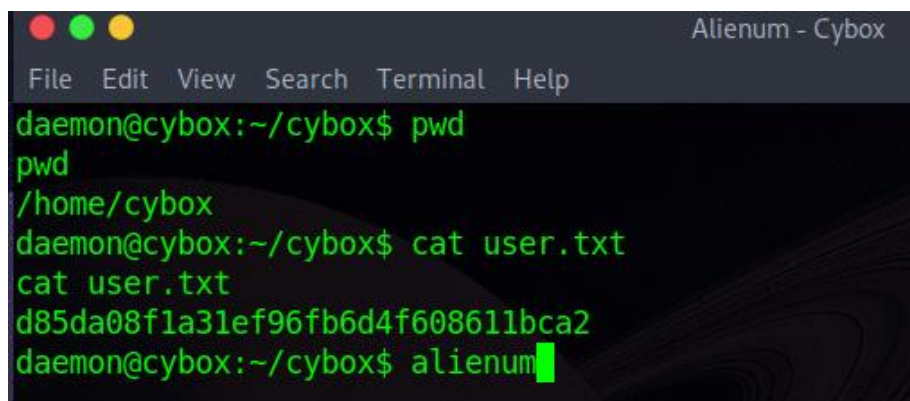 Alienum - Cybox
File Edit View Search Terminal Help
daemon@cybox:~/cybox$ pwd
pwd
/home/cybox
daemon@cybox:~/cybox$ cat user.txt
cat user.txt
d85da08f1a31ef96fb6d4f608611bca2
daemon@cybox:~/cybox$ alienum